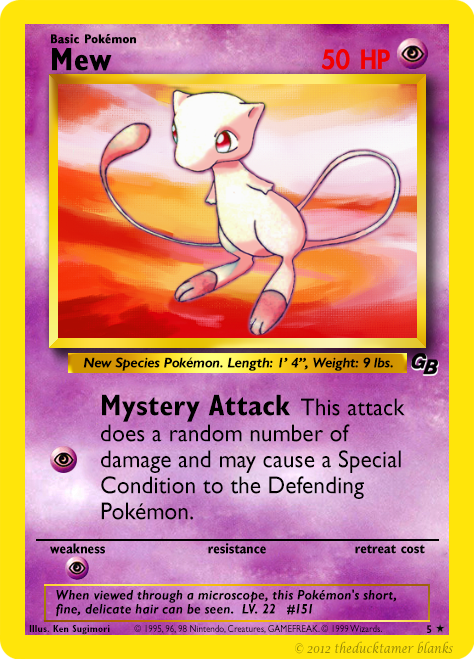 Basic Pokémon
Mew 50 HP
New Species Pokémon. Length: 1' 4", Weight: 9 lbs.
GB
Mystery Attack This attack
does a random number of
damage and may cause a Special
Condition to the Defending
Pokémon.
weakness resistance retreat cost
When viewed through a microscope, this Pokémon's short,
fine, delicate hair can be seen. LV. 22 #151
Illus. Ken Sugimori © 1995, 96, 98 Nintendo, Creatures, GAMEFREAK. © 1999 Wizards. 5 ★
© 2012 theducktamer blanks